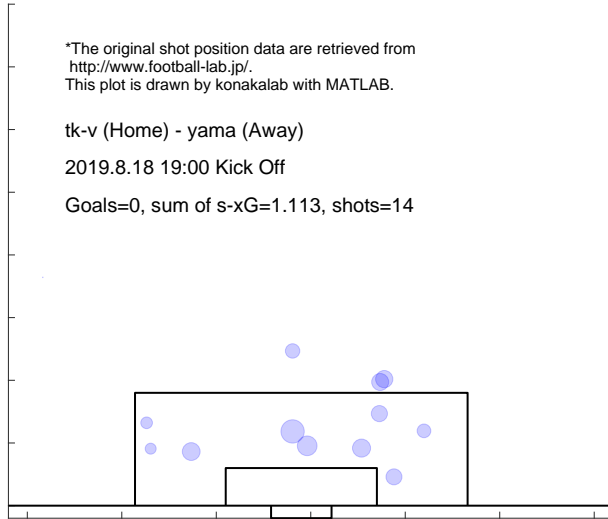 *The original shot position data are retrieved from
http://www.football-lab.jp/.
This plot is drawn by konakalab with MATLAB.
tk-v (Home) - yama (Away)
2019.8.18 19:00 Kick Off
Goals=0, sum of s-xG=1.113, shots=14